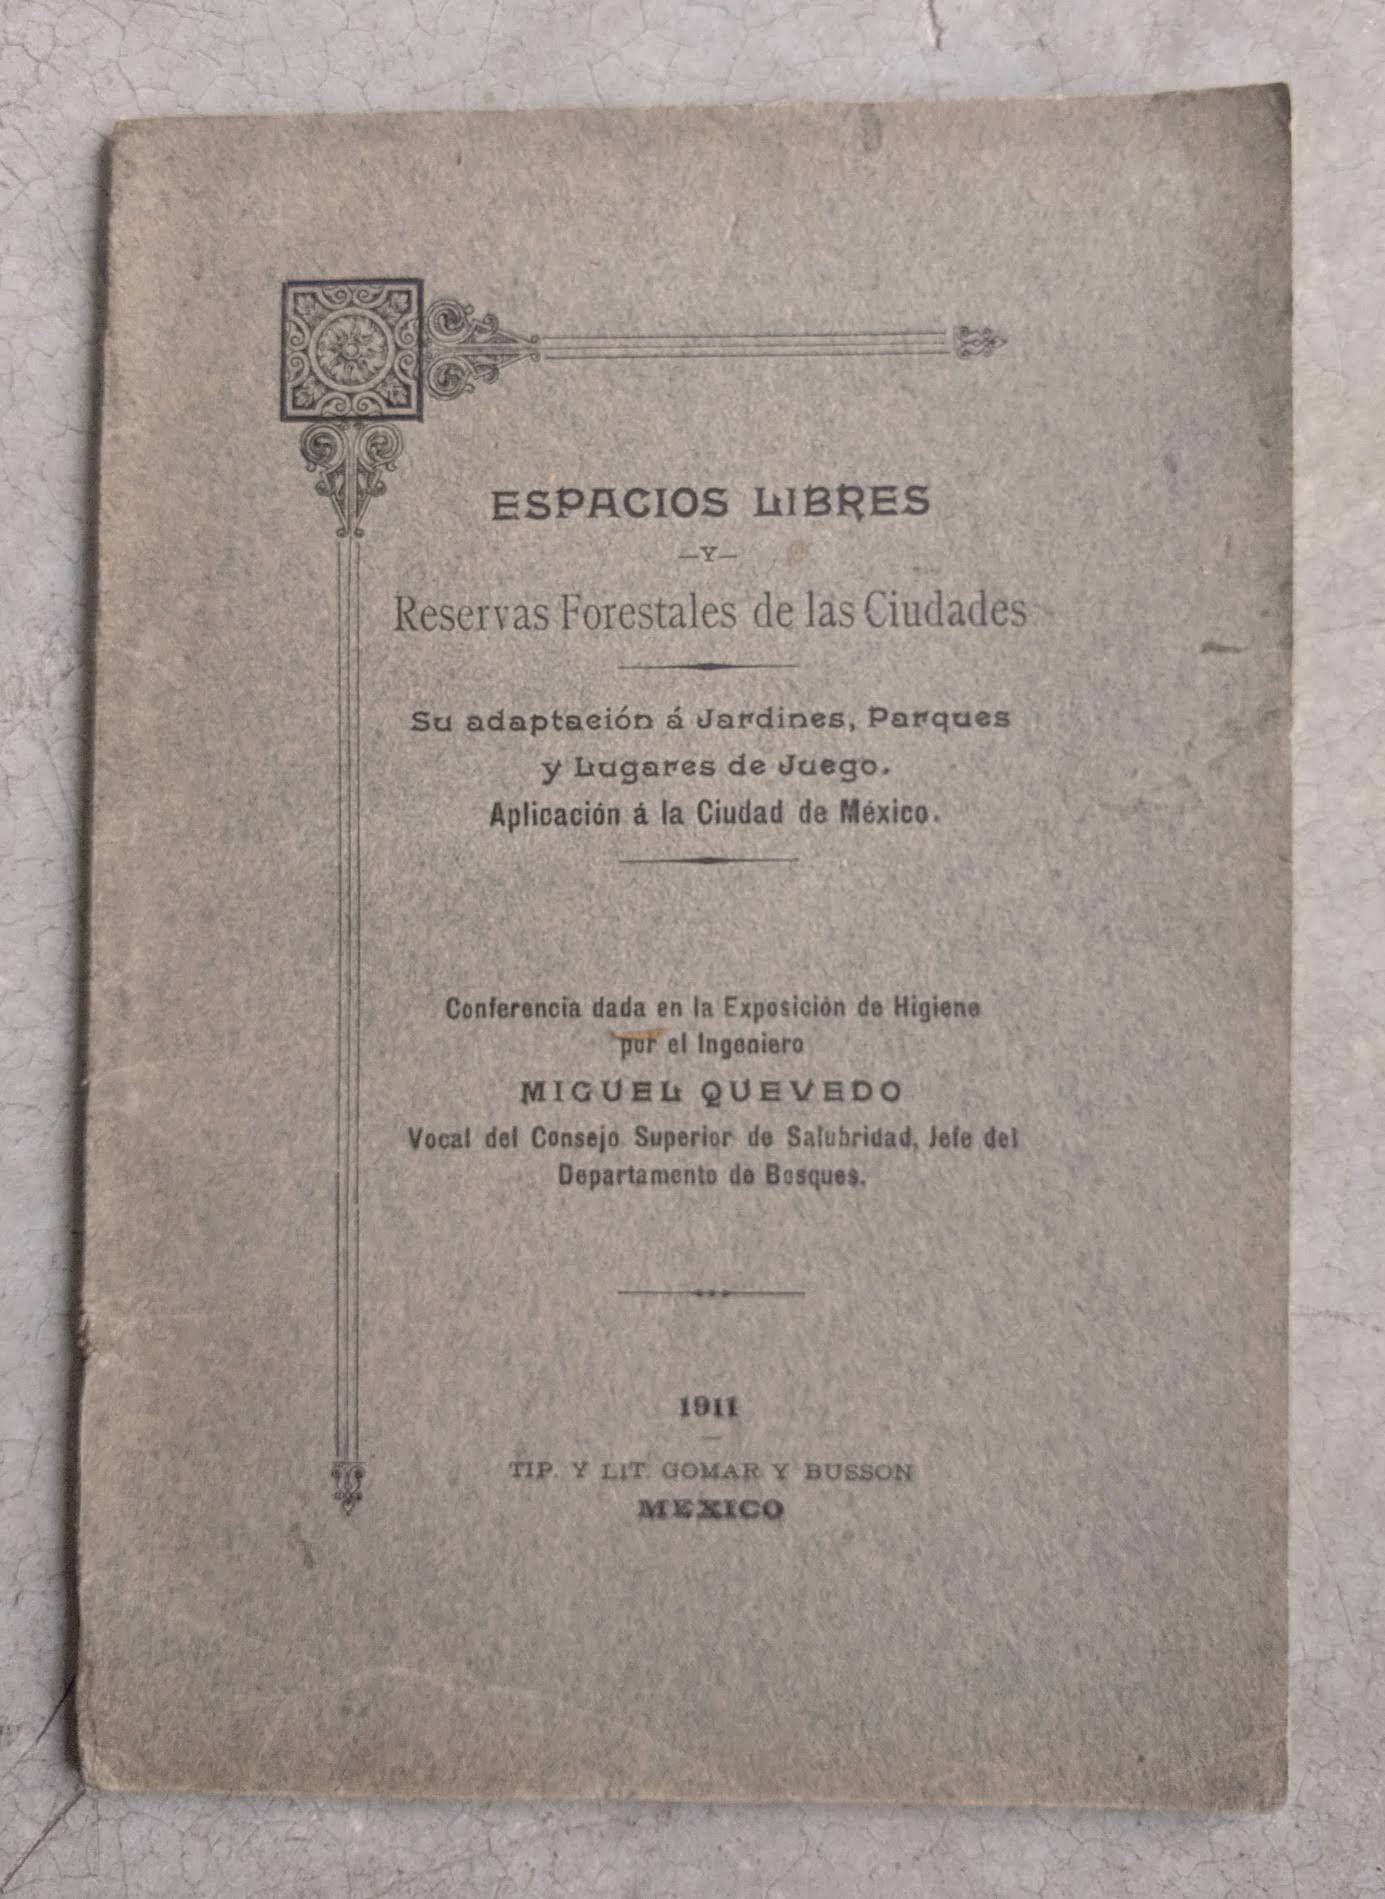 ESPACIOS LIBRES
—Y—
Reservas Forestales de las Ciudades
Su adaptación á Jardines, Parques
y Lugares de Juego.
Aplicación á la Ciudad de México.
Conferencia dada en la Exposición de Higiene
por el Ingeniero
MIGUEL QUEVEDO
Vocal del Consejo Superior de Salubridad, Jefe del
Departamento de Bosques.
1911
TIP. Y LIT. GOMAR Y BUSSON
MEXICO